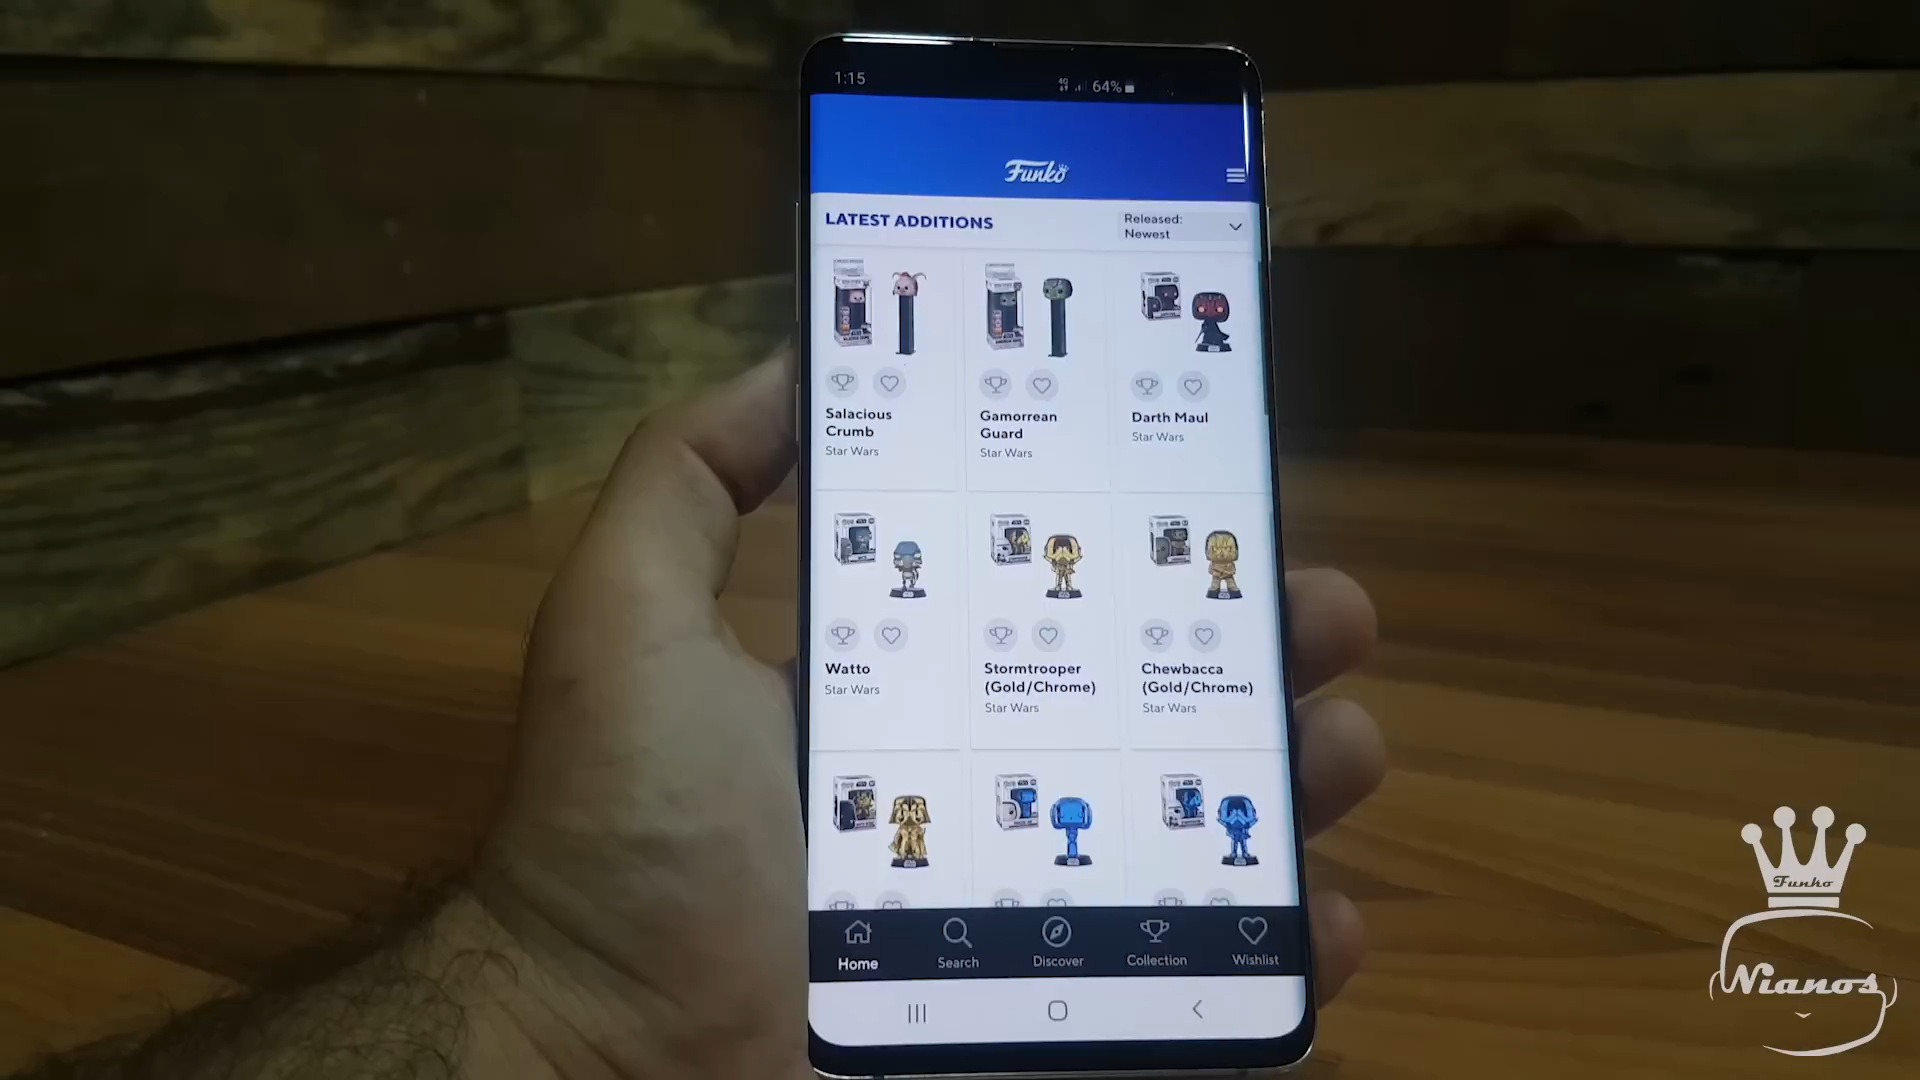 1:15
4G
64%
Funko
LATEST ADDITIONS
Released:
Newest
Salacious
Crumb
Star Wars
Gamorrean
Guard
Star Wars
Darth Maul
Star Wars
Watto
Star Wars
Stormtrooper
(Gold/Chrome)
Star Wars
Chewbacca
(Gold/Chrome)
Star Wars
Home
Search
Discover
Collection
Wishlist
Funko
Nianos